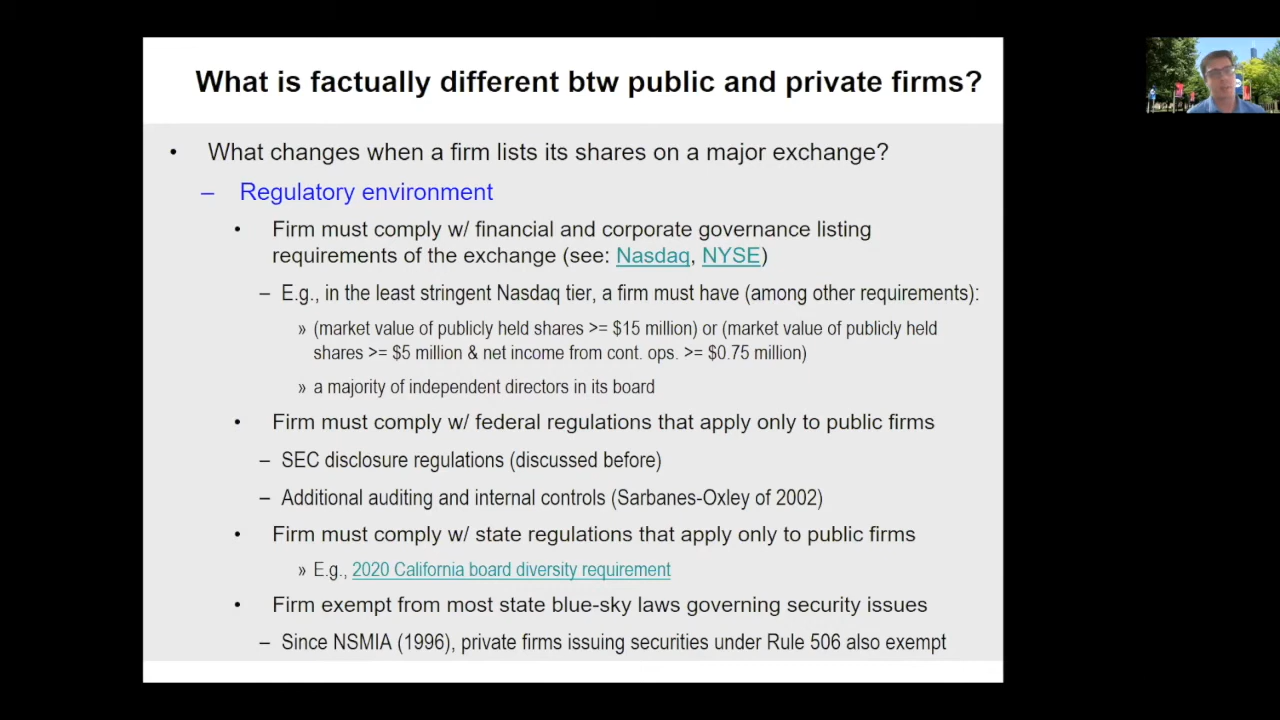 What is factually different btw public and private firms?
• What changes when a firm lists its shares on a major exchange?
– Regulatory environment
• Firm must comply w/ financial and corporate governance listing
requirements of the exchange (see: Nasdaq, NYSE)
– E.g., in the least stringent Nasdaq tier, a firm must have (among other requirements):
» (market value of publicly held shares >= $15 million) or (market value of publicly held
shares >= $5 million & net income from cont. ops. >= $0.75 million)
» a majority of independent directors in its board
• Firm must comply w/ federal regulations that apply only to public firms
– SEC disclosure regulations (discussed before)
– Additional auditing and internal controls (Sarbanes-Oxley of 2002)
• Firm must comply w/ state regulations that apply only to public firms
» E.g., 2020 California board diversity requirement
• Firm exempt from most state blue-sky laws governing security issues
– Since NSMIA (1996), private firms issuing securities under Rule 506 also exempt